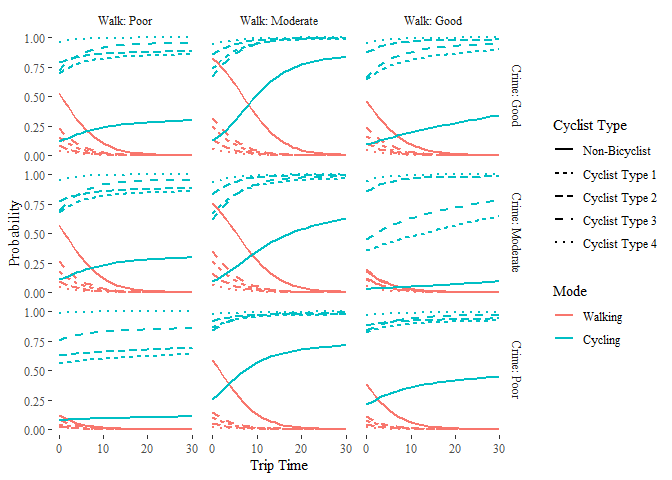 Walk: Poor
Walk: Moderate
Walk: Good
1.00
0.75
0.50
0.25
0.00
Crime: Good
1.00
0.75
0.50
0.25
0.00
Crime: Moderate
1.00
0.75
0.50
0.25
0.00
Crime: Poor
Probability
0 10 20 30
0 10 20 30
0 10 20 30
Trip Time
Cyclist Type
Non-Bicyclist
Cyclist Type 1
Cyclist Type 2
Cyclist Type 3
Cyclist Type 4
Mode
Walking
Cycling